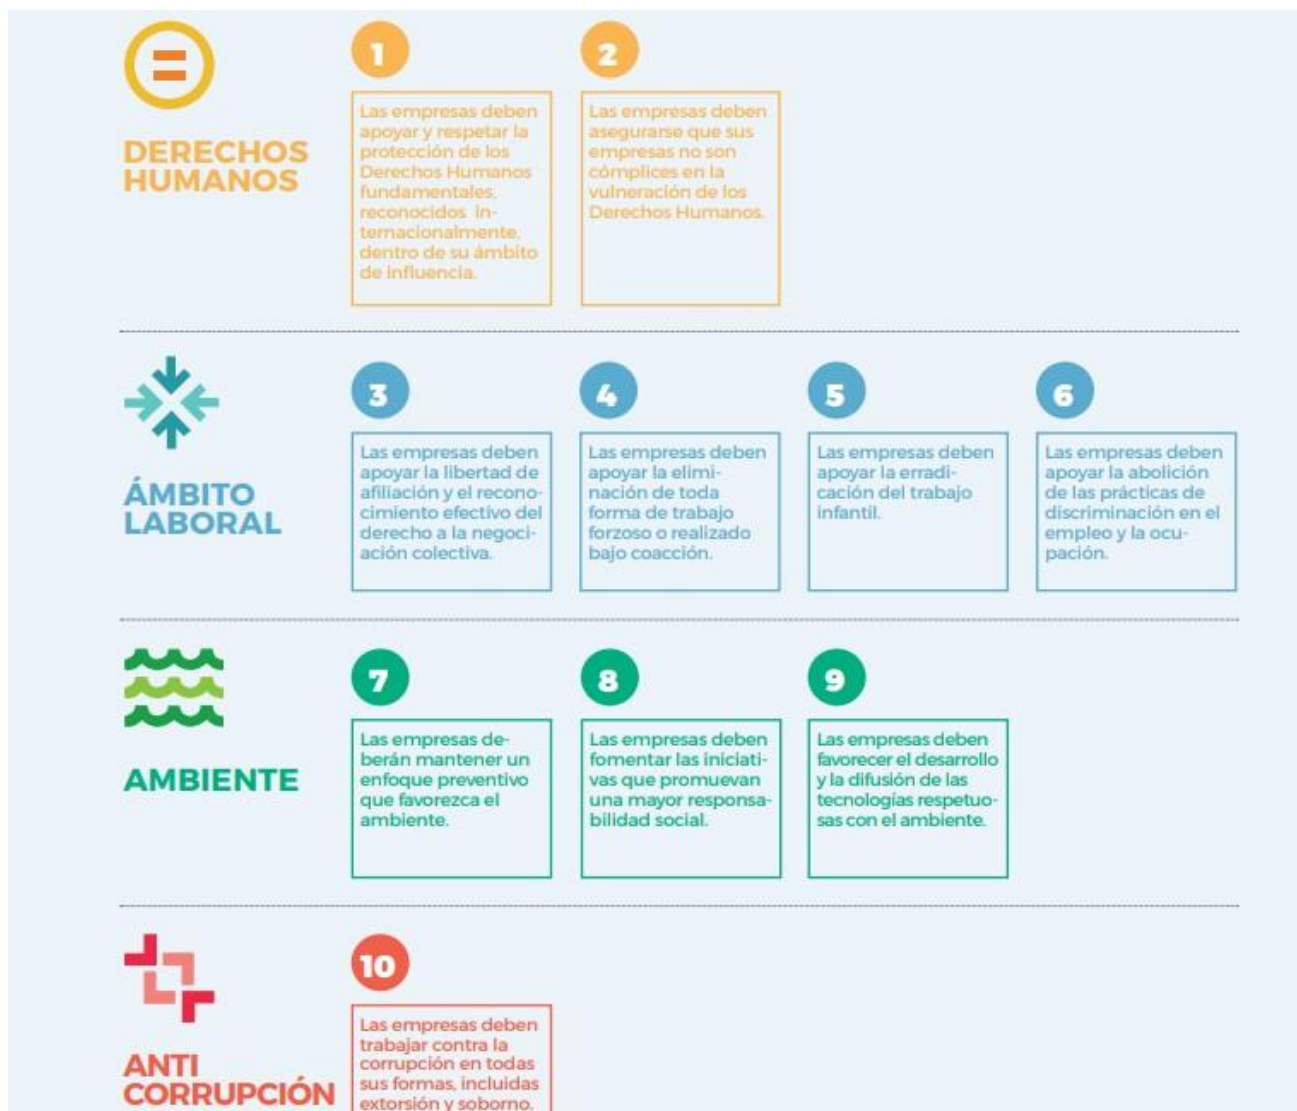 DERECHOS
HUMANOS
1
Las empresas deben
apoyar y respetar la
protección de los
Derechos Humanos
fundamentales,
reconocidos in-
ternacionalmente,
dentro de su ámbito
de influencia.
2
Las empresas deben
asegurarse que sus
empresas no son
cómplices en la
vulneración de los
Derechos Humanos.
ÁMBITO
LABORAL
3
Las empresas deben
apoyar la libertad de
afiliación y el recono-
cimiento efectivo del
derecho a la negoci-
ación colectiva.
4
Las empresas deben
apoyar la elimi-
nación de toda
forma de trabajo
forzoso o realizado
bajo coacción.
5
Las empresas deben
apoyar la erradi-
cación del trabajo
infantil.
6
Las empresas deben
apoyar la abolición
de las prácticas de
discriminación en el
empleo y la ocu-
pación.
AMBIENTE
7
Las empresas de-
berán mantener un
enfoque preventivo
que favorezca el
ambiente.
8
Las empresas deben
fomentar las iniciati-
vas que promuevan
una mayor responsa-
bilidad social.
9
Las empresas deben
favorecer el desarrollo
y la difusión de las
tecnologías respetuo-
sas con el ambiente.
ANTI
CORRUPCIÓN
10
Las empresas deben
trabajar contra la
corrupción en todas
sus formas, incluidas
extorsión y soborno.